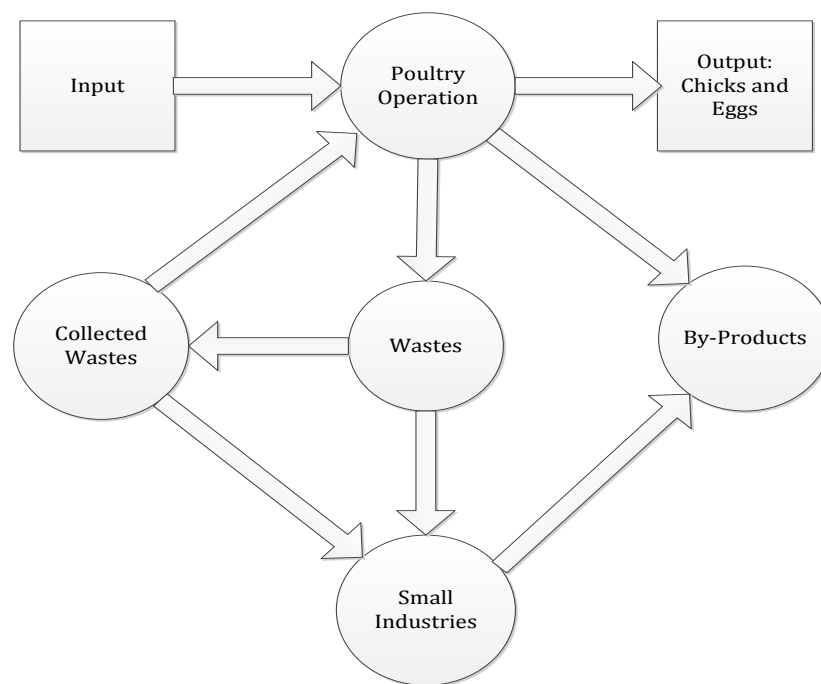 Input
Poultry
Operation
Output:
Chicks and
Eggs
Collected
Wastes
Wastes
By-Products
Small
Industries